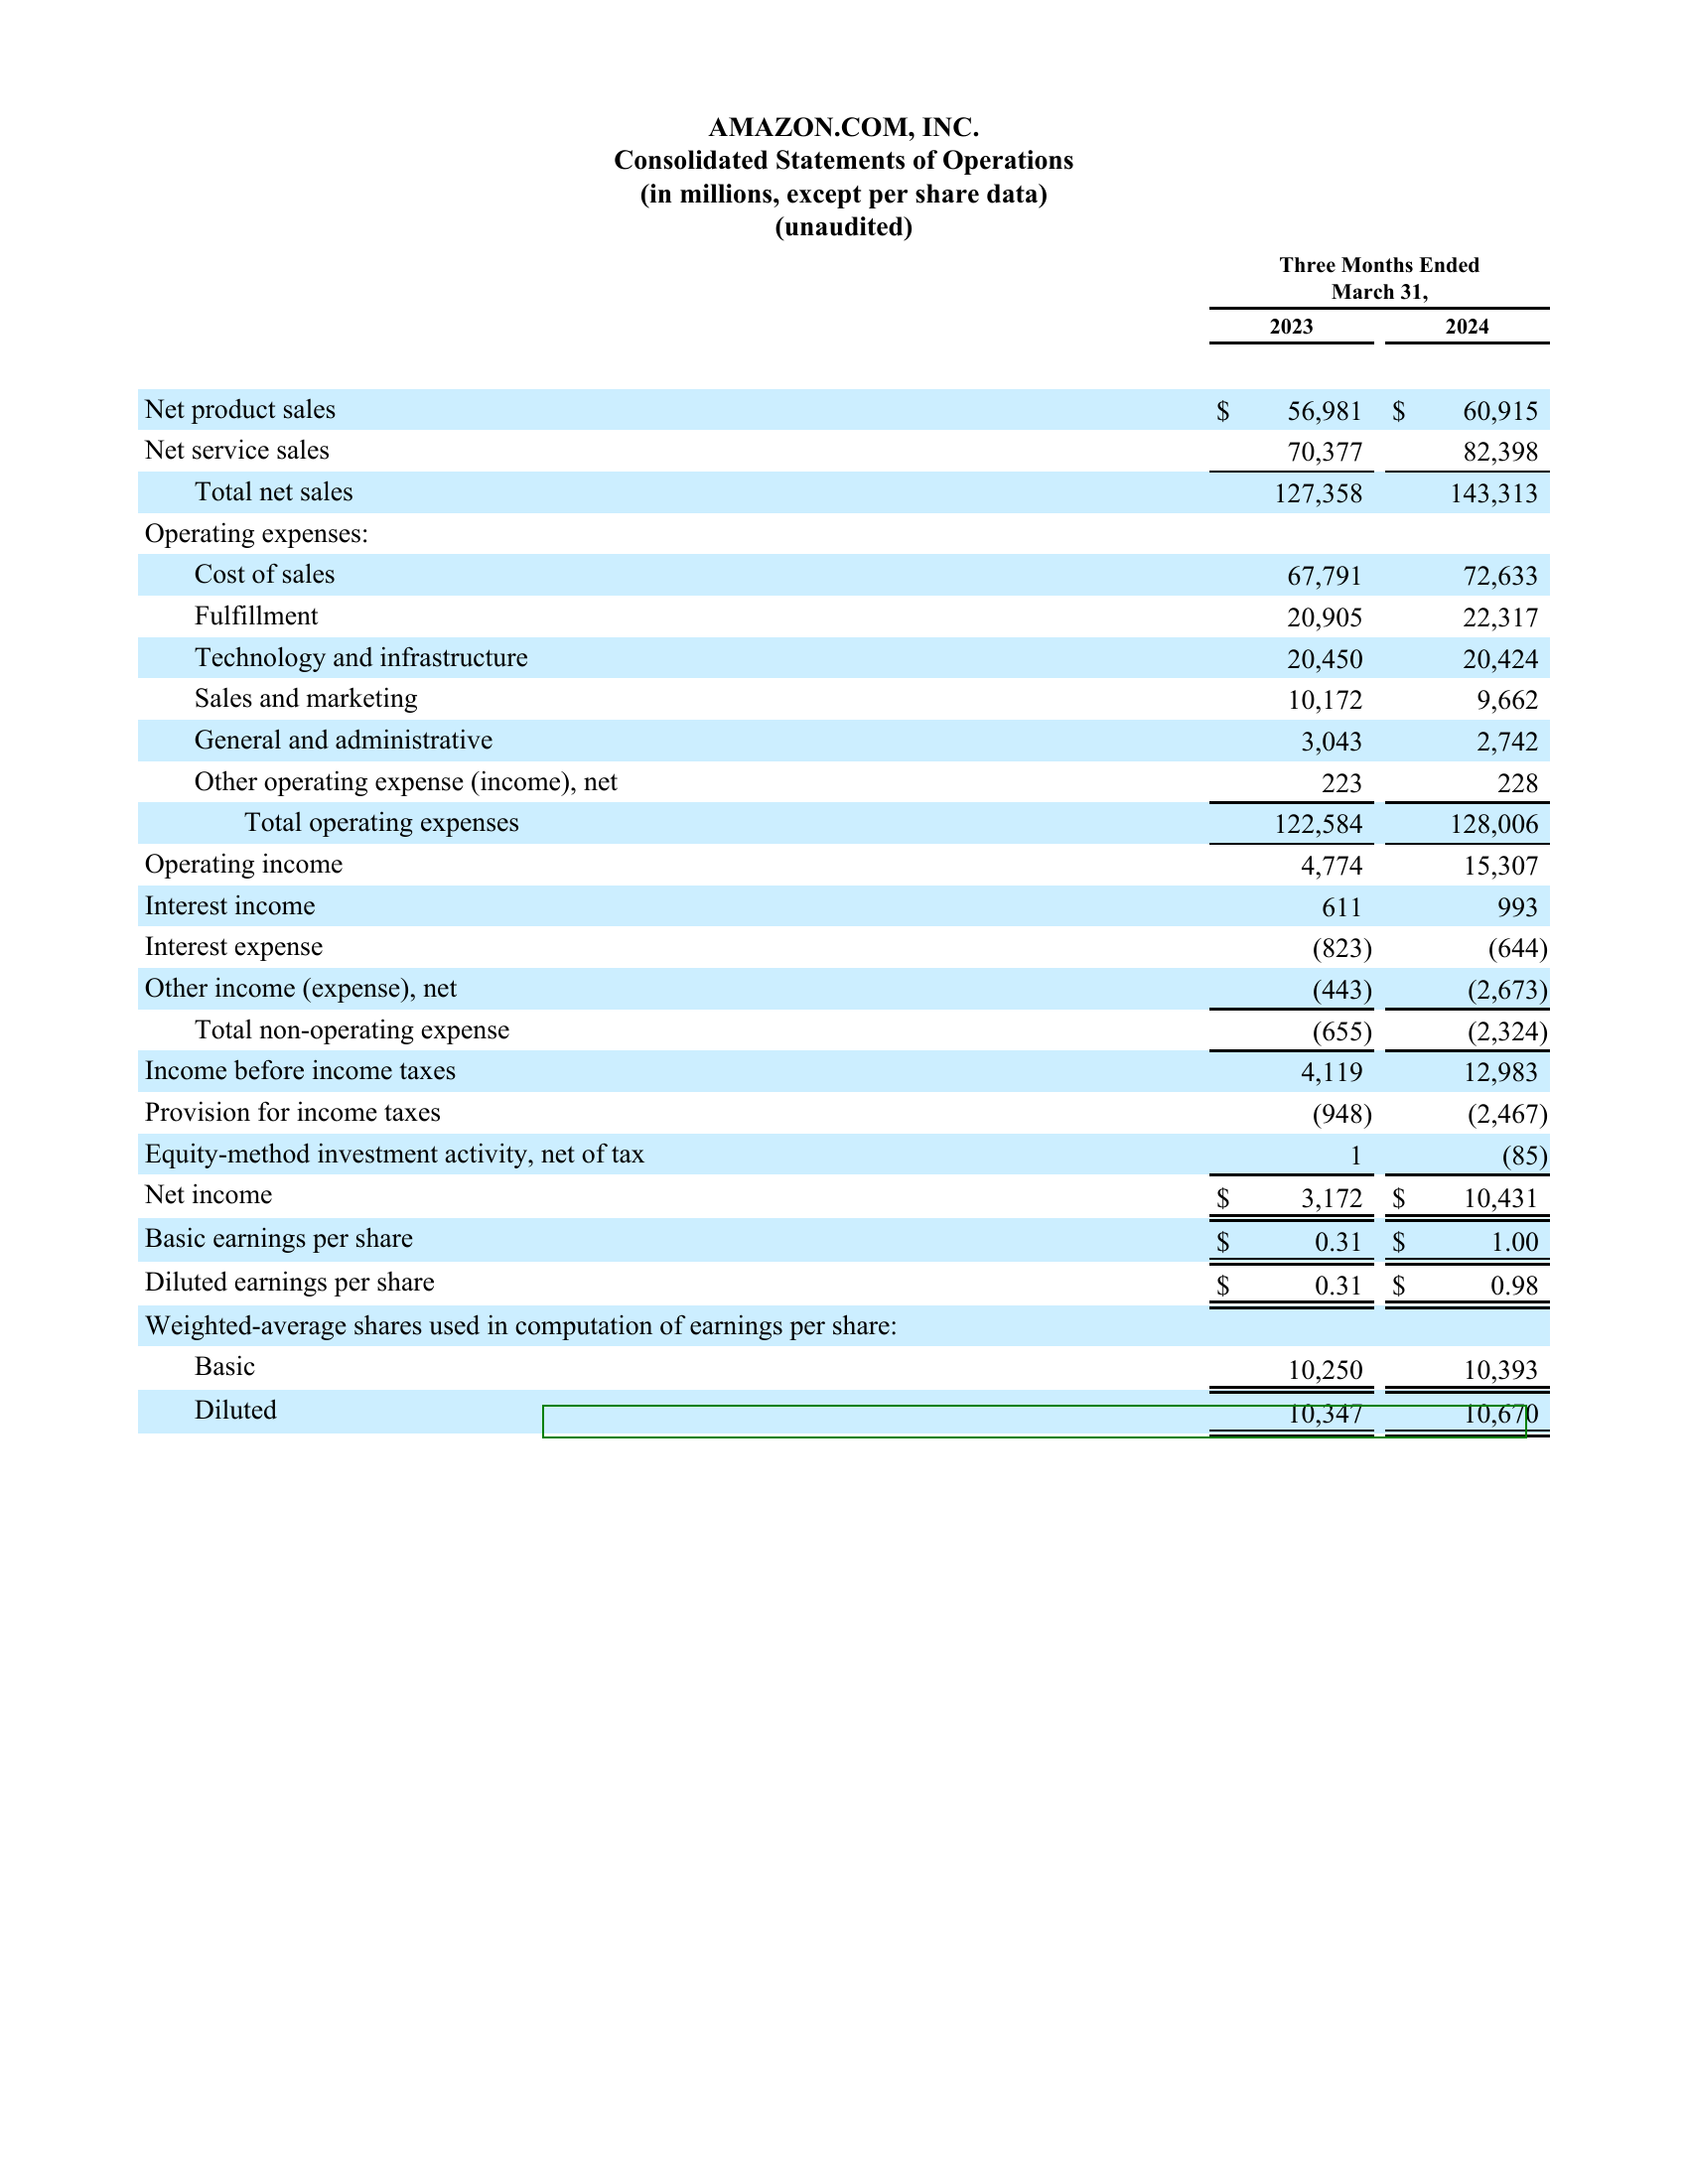 AMAZON.COM, INC.
Consolidated Statements of Operations
(in millions, except per share data)
(unaudited)
Three Months Ended
March 31,
2023 2024
Net product sales $ 56,981 $ 60,915
Net service sales 70,377 82,398
Total net sales 127,358 143,313
Operating expenses:
Cost of sales 67,791 72,633
Fulfillment 20,905 22,317
Technology and infrastructure 20,450 20,424
Sales and marketing 10,172 9,662
General and administrative 3,043 2,742
Other operating expense (income), net 223 228
Total operating expenses 122,584 128,006
Operating income 4,774 15,307
Interest income 611 993
Interest expense (823) (644)
Other income (expense), net (443) (2,673)
Total non-operating expense (655) (2,324)
Income before income taxes 4,119 12,983
Provision for income taxes (948) (2,467)
Equity-method investment activity, net of tax 1 (85)
Net income $ 3,172 $ 10,431
Basic earnings per share $ 0.31 $ 1.00
Diluted earnings per share $ 0.31 $ 0.98
Weighted-average shares used in computation of earnings per share:
Basic 10,250 10,393
Diluted 10,347 10,670